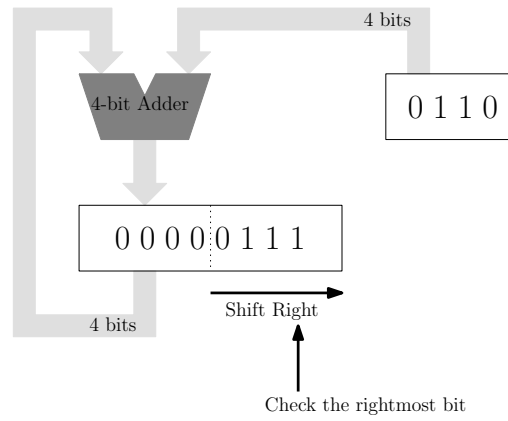 4 bits
4-bit Adder
0 1 1 0
0 0 0 0 0 1 1 1
Shift Right
4 bits
Check the rightmost bit